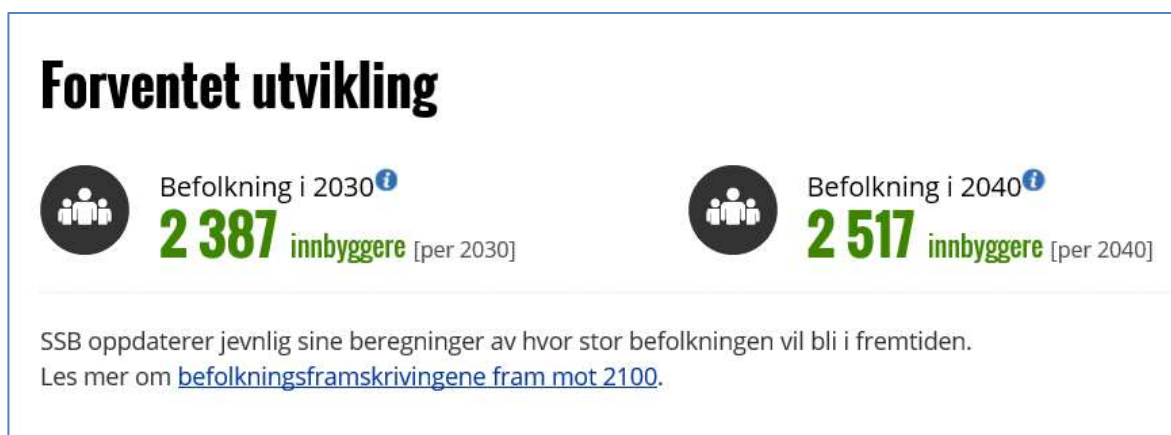 Forventet utvikling
Befolkning i 2030
2 387 innbyggere [per 2030]
Befolkning i 2040
2 517 innbyggere [per 2040]
SSB oppdaterer jevnlig sine beregninger av hvor stor befolkningen vil bli i fremtiden.
Les mer om befolkningsframskrivingene fram mot 2100.